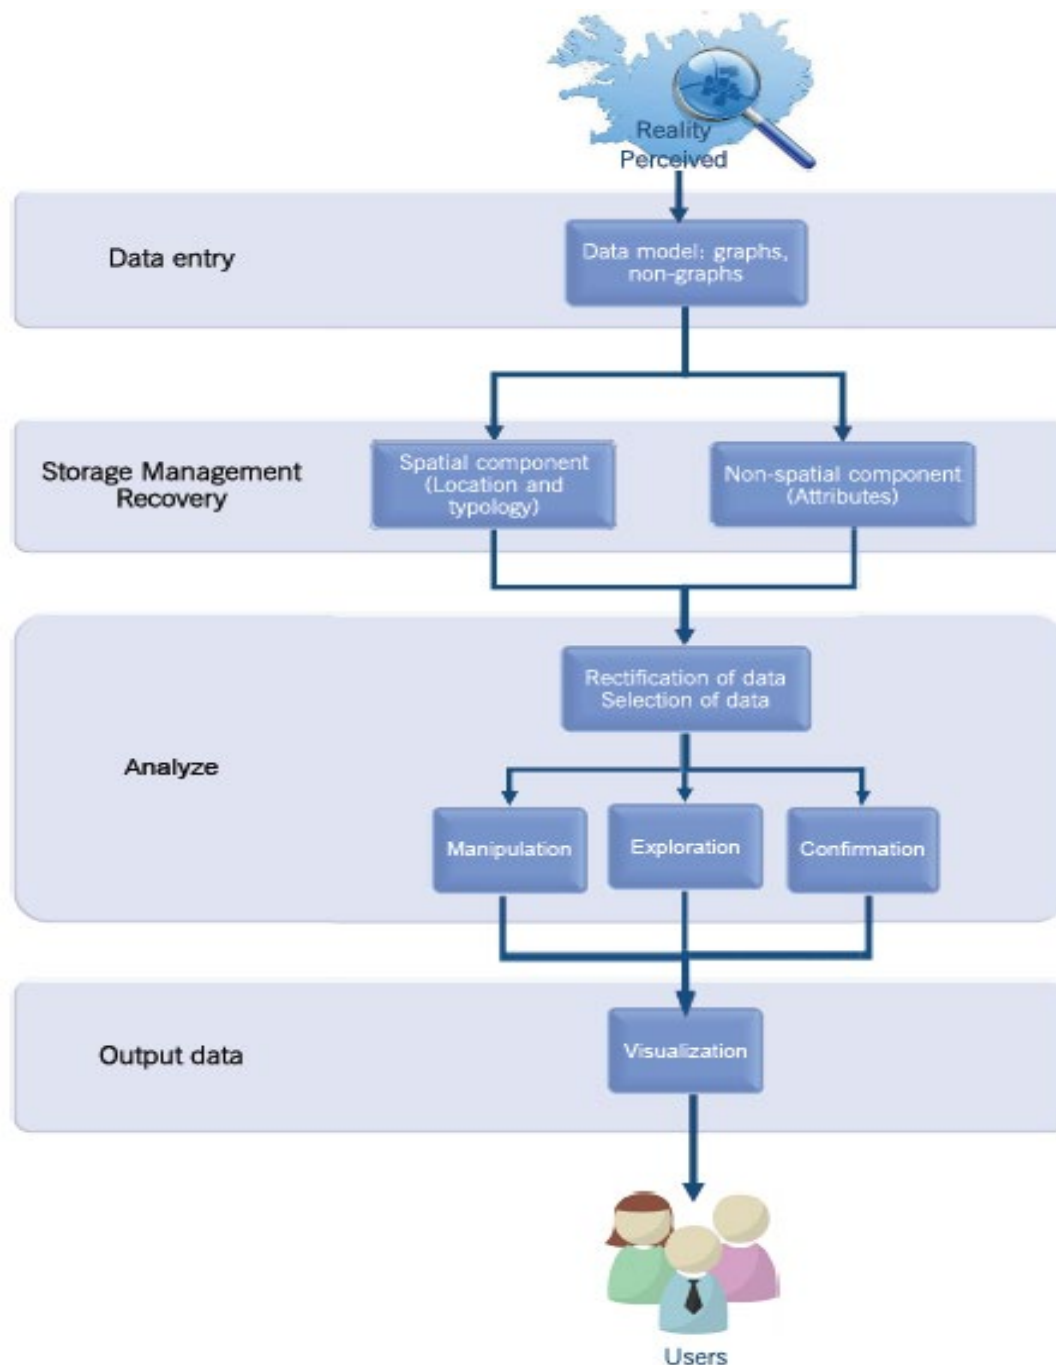 Reality
Perceived
Data entry
Data model: graphs,
non-graphs
Storage Management
Recovery
Spatial component
(Location and
typology)
Non-spatial component
(Attributes)
Analyze
Rectification of data
Selection of data
Manipulation
Exploration
Confirmation
Output data
Visualization
Users